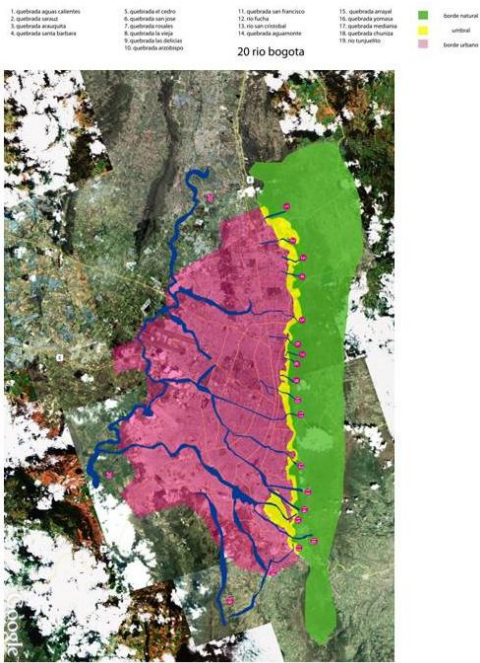 1. quebrada aguas calientes
2. quebrada sarauz
3. quebrada arauquita
4. quebrada santa barbara
5. quebrada el cedro
6. quebrada san jose
7. quebrada rosales
8. quebrada la vieja
9. quebrada las delicias
10. quebrada arzobispo
11. quebrada san francisco
12. rio fucha
13. rio san cristobal
14. quebrada aguamonte
20 rio bogota
15. quebrada arrayal
16. quebrada yomasa
17. quebrada mediania
18. quebrada chuniza
19. rio tunjuelito
borde natural
umbral
borde urbano
Google